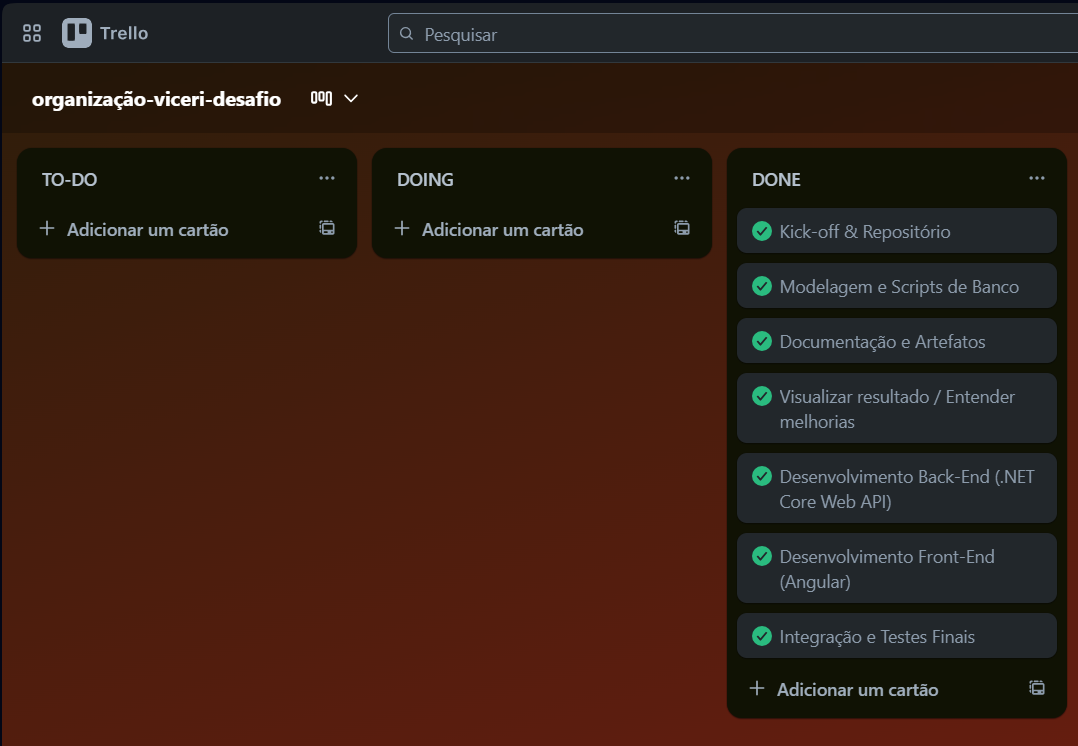 Trello
Pesquisar
organização-viceri-desafio
TO-DO
Adicionar um cartão
DOING
Adicionar um cartão
DONE
Kick-off & Repositório
Modelagem e Scripts de Banco
Documentação e Artefatos
Visualizar resultado / Entender
melhorias
Desenvolvimento Back-End (.NET
Core Web API)
Desenvolvimento Front-End
(Angular)
Integração e Testes Finais
Adicionar um cartão